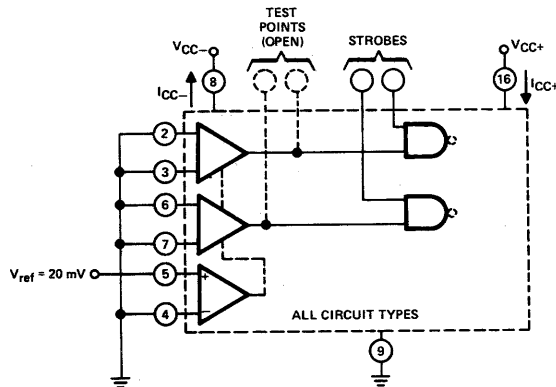 TEST
POINTS
(OPEN)
STROBES
VCC–
VCC+
8
16
ICC–
ICC+
2
3
6
7
Vref = 20 mV
5
+
4
–
ALL CIRCUIT TYPES
9